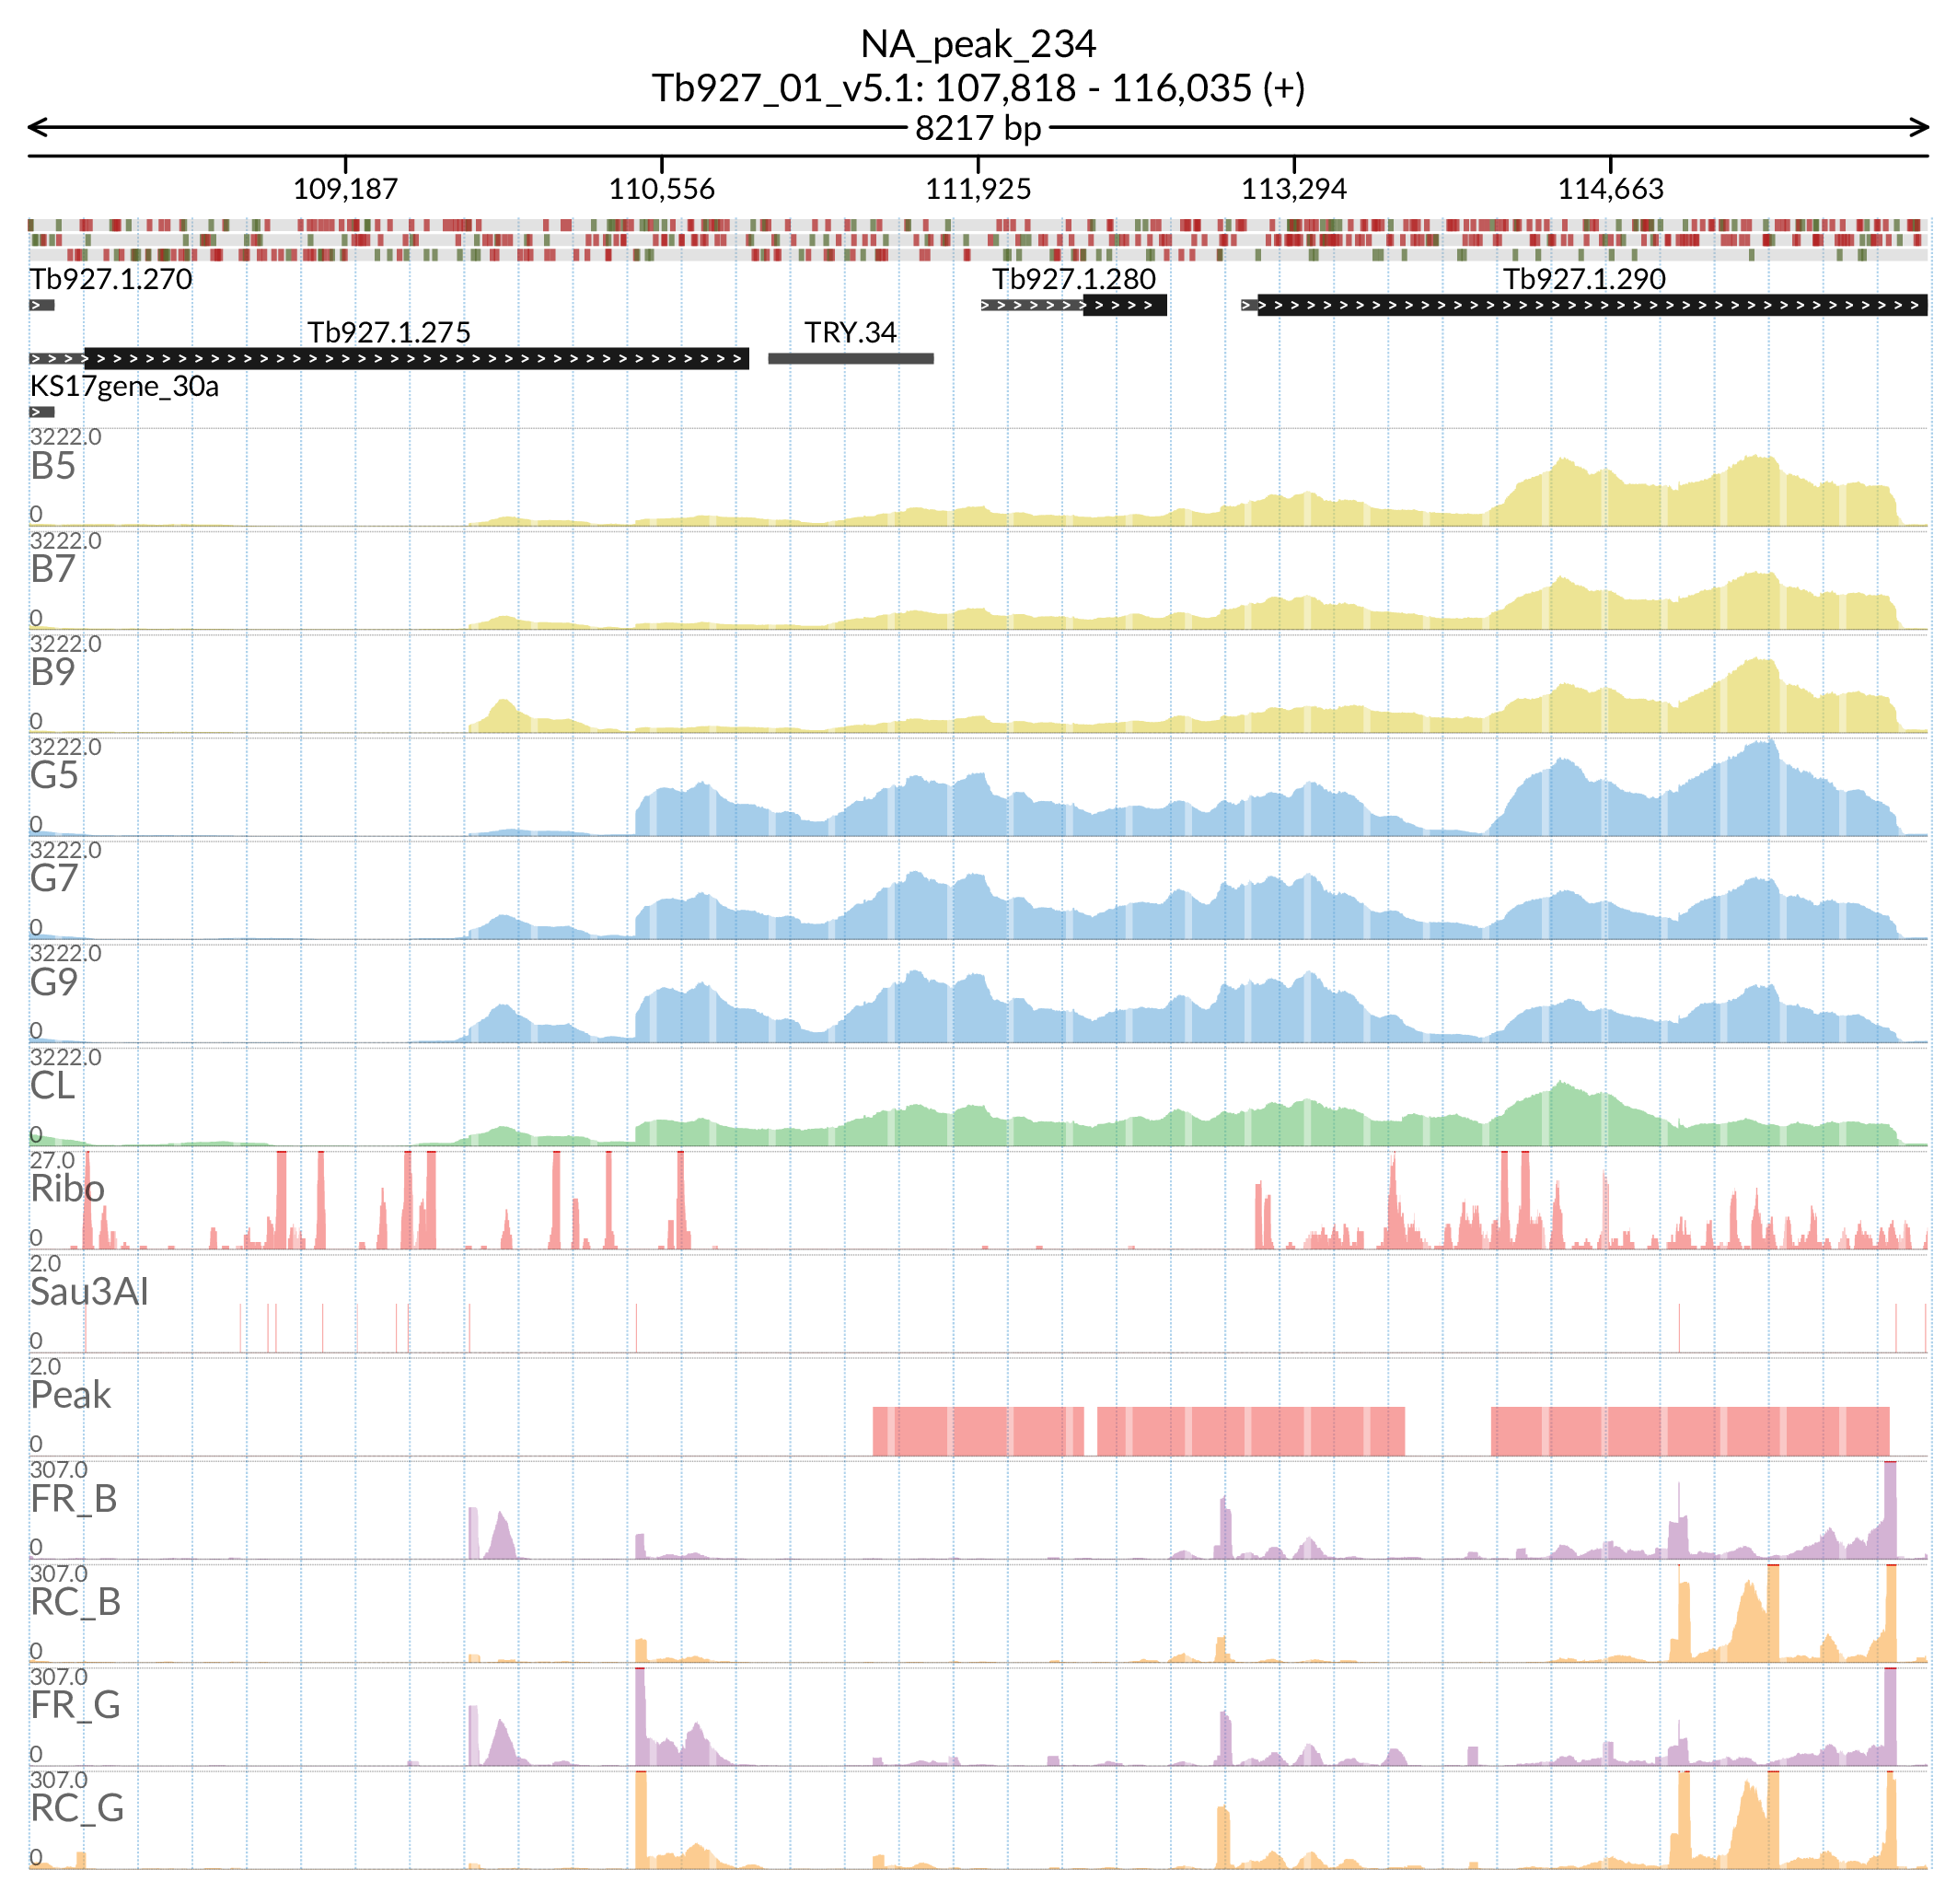 NA_peak_234
Tb927_01_v5.1: 107,818 - 116,035 (+)
8217 bp
109,187 110,556 111,925 113,294 114,663
Tb927.1.270 Tb927.1.280 Tb927.1.290
Tb927.1.275 TRY.34
KS17gene_30a
3222.0
B5
0
3222.0
B7
0
3222.0
B9
0
3222.0
G5
0
3222.0
G7
0
3222.0
G9
0
3222.0
CL
0
27.0
Ribo
0
2.0
Sau3AI
0
2.0
Peak
0
307.0
FR_B
0
307.0
RC_B
0
307.0
FR_G
0
307.0
RC_G
0